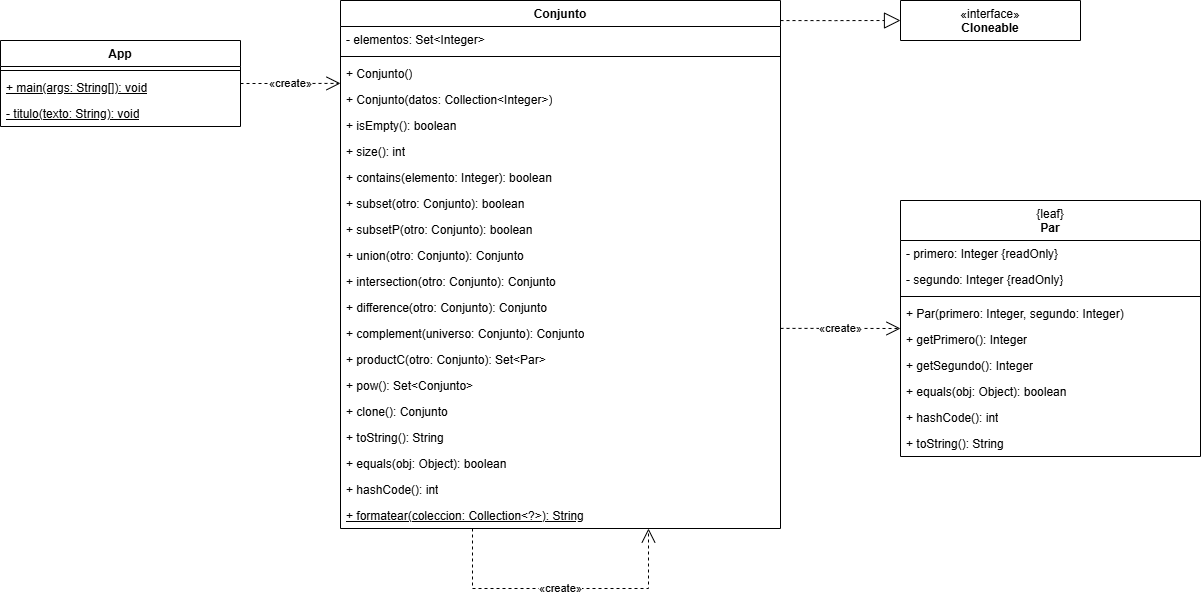 App
+ main(args: String[]): void
- titulo(texto: String): void
«create»
Conjunto
- elementos: Set<Integer>
+ Conjunto()
+ Conjunto(datos: Collection<Integer>)
+ isEmpty(): boolean
+ size(): int
+ contains(elemento: Integer): boolean
+ subset(otro: Conjunto): boolean
+ subsetP(otro: Conjunto): boolean
+ union(otro: Conjunto): Conjunto
+ intersection(otro: Conjunto): Conjunto
+ difference(otro: Conjunto): Conjunto
+ complement(universo: Conjunto): Conjunto
+ productC(otro: Conjunto): Set<Par>
+ pow(): Set<Conjunto>
+ clone(): Conjunto
+ toString(): String
+ equals(obj: Object): boolean
+ hashCode(): int
+ formatear(coleccion: Collection<?>): String
«create»
«interface»
Cloneable
«create»
{leaf}
Par
- primero: Integer {readOnly}
- segundo: Integer {readOnly}
+ Par(primero: Integer, segundo: Integer)
+ getPrimero(): Integer
+ getSegundo(): Integer
+ equals(obj: Object): boolean
+ hashCode(): int
+ toString(): String